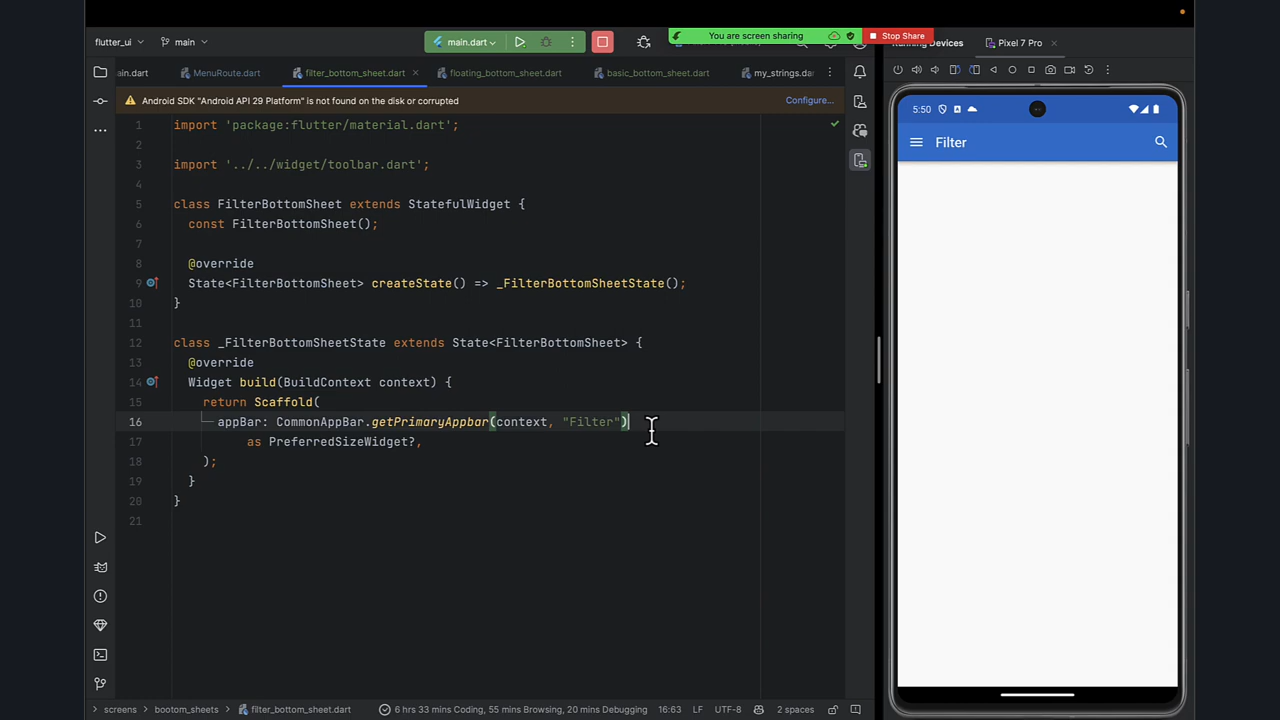 You are screen sharing
Stop Share
flutter_ui
main
main.dart
Running Devices
Pixel 7 Pro
ain.dart
MenuRoute.dart
filter_bottom_sheet.dart
floating_bottom_sheet.dart
basic_bottom_sheet.dart
my_strings.dart
Android SDK "Android API 29 Platform" is not found on the disk or corrupted
Configure...
1 import 'package:flutter/material.dart';
2
3 import '../../widget/toolbar.dart';
4
5 class FilterBottomSheet extends StatefulWidget {
6 const FilterBottomSheet();
7
8 @override
9 State<FilterBottomSheet> createState() => _FilterBottomSheetState();
10 }
11
12 class _FilterBottomSheetState extends State<FilterBottomSheet> {
13 @override
14 Widget build(BuildContext context) {
15 return Scaffold(
16 appBar: CommonAppBar.getPrimaryAppbar(context, "Filter")
17 as PreferredSizeWidget?,
18 );
19 }
20 }
21
5:50
Filter
screens
bootom_sheets
filter_bottom_sheet.dart
6 hrs 33 mins Coding, 55 mins Browsing, 20 mins Debugging
16:63
LF
UTF-8
2 spaces